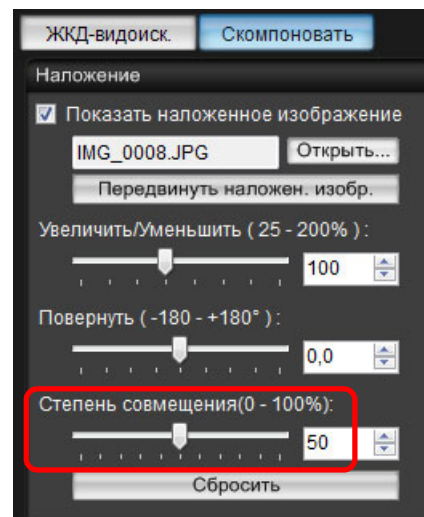 ЖКД-видоиск. Скомпоновать
Наложение
Показать наложенное изображение
IMG_0008.JPG Открыть...
Передвинуть наложен. изобр.
Увеличить/Уменьшить ( 25 - 200% ) :
100
Повернуть ( -180 - +180° ) :
0,0
Степень совмещения(0 - 100%):
50
Сбросить